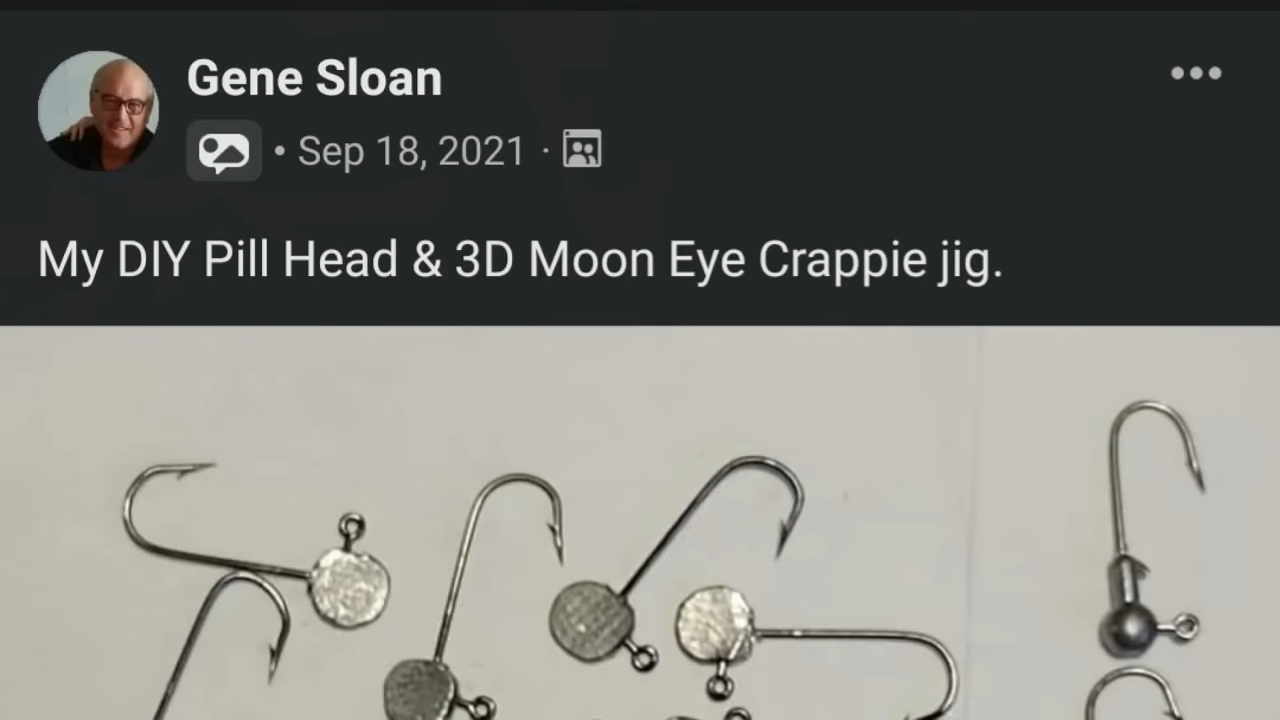 Gene Sloan
• Sep 18, 2021 ·
My DIY Pill Head & 3D Moon Eye Crappie jig.